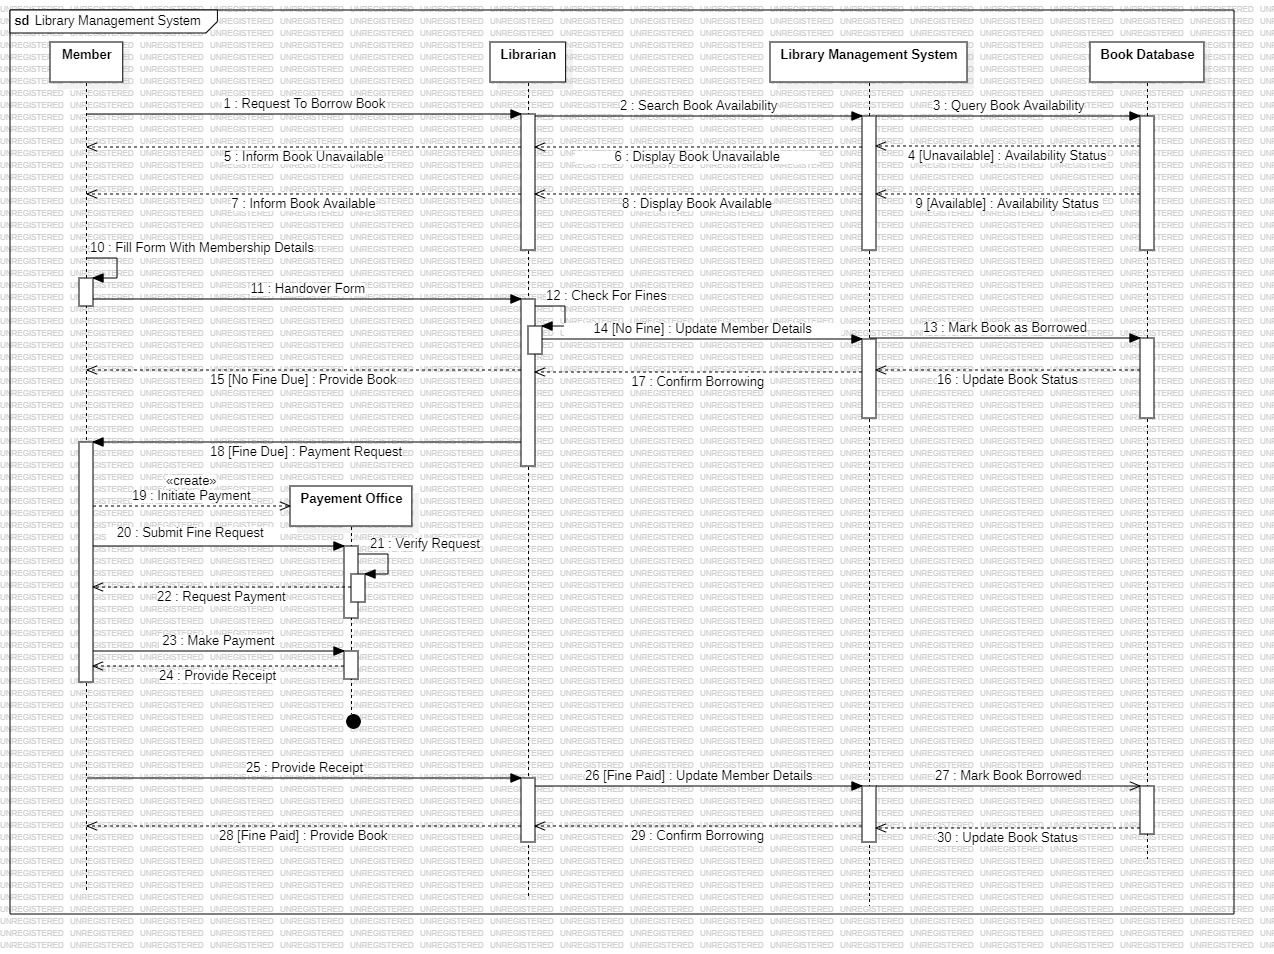 sd Library Management System
Member
Librarian
Library Management System
Book Database
1 : Request To Borrow Book
2 : Search Book Availability
3 : Query Book Availability
5 : Inform Book Unavailable
6 : Display Book Unavailable
4 [Unavailable] : Availability Status
7 : Inform Book Available
8 : Display Book Available
9 [Available] : Availability Status
10 : Fill Form With Membership Details
11 : Handover Form
12 : Check For Fines
14 [No Fine] : Update Member Details
13 : Mark Book as Borrowed
15 [No Fine Due] : Provide Book
17 : Confirm Borrowing
16 : Update Book Status
18 [Fine Due] : Payment Request
«create»
19 : Initiate Payment
Payement Office
20 : Submit Fine Request
21 : Verify Request
22 : Request Payment
23 : Make Payment
24 : Provide Receipt
25 : Provide Receipt
26 [Fine Paid] : Update Member Details
27 : Mark Book Borrowed
28 [Fine Paid] : Provide Book
29 : Confirm Borrowing
30 : Update Book Status
UNREGISTERED